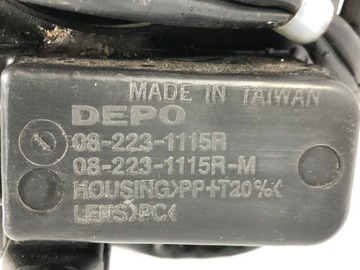 MADE IN TAIWAN
DEPO
08-223-1115R
08-223-1115R-M
HOUSING>PP+T20%<
LENS>PC<